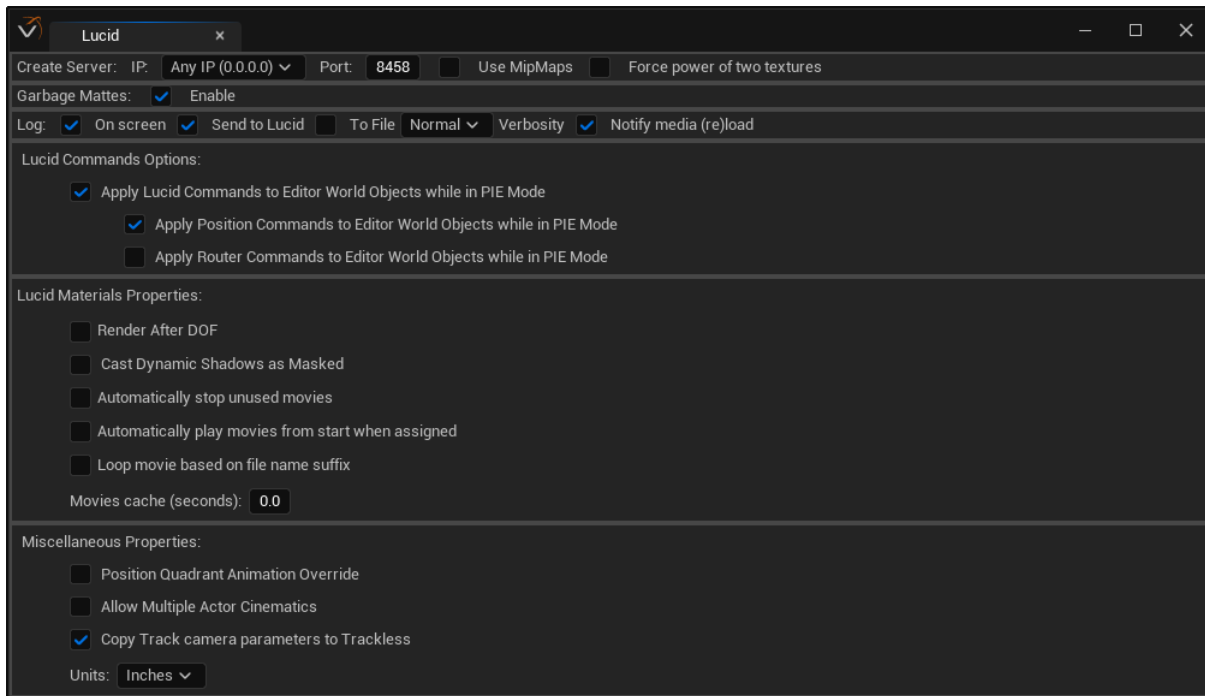 Lucid
Create Server: IP: Any IP (0.0.0.0) Port: 8458 Use MipMaps Force power of two textures
Garbage Mattes: Enable
Log: On screen Send to Lucid To File Normal Verbosity Notify media (re)load
Lucid Commands Options:
Apply Lucid Commands to Editor World Objects while in PIE Mode
Apply Position Commands to Editor World Objects while in PIE Mode
Apply Router Commands to Editor World Objects while in PIE Mode
Lucid Materials Properties:
Render After DOF
Cast Dynamic Shadows as Masked
Automatically stop unused movies
Automatically play movies from start when assigned
Loop movie based on file name suffix
Movies cache (seconds): 0.0
Miscellaneous Properties:
Position Quadrant Animation Override
Allow Multiple Actor Cinematics
Copy Track camera parameters to Trackless
Units: Inches